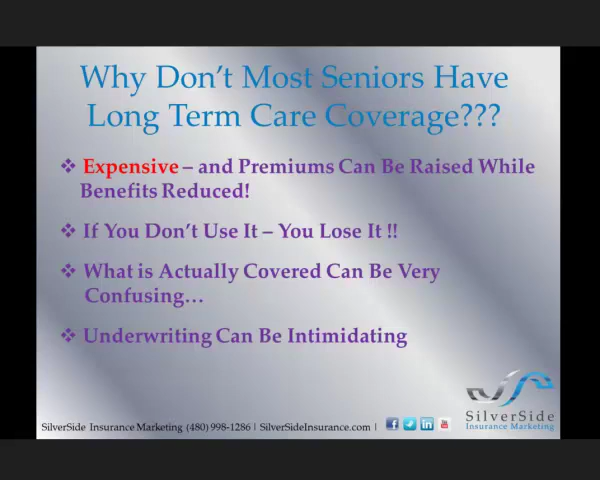 Why Don't Most Seniors Have
Long Term Care Coverage???
❖ Expensive – and Premiums Can Be Raised While
Benefits Reduced!
❖ If You Don't Use It – You Lose It !!
❖ What is Actually Covered Can Be Very
Confusing…
❖ Underwriting Can Be Intimidating
SilverSide
Insurance Marketing
SilverSide Insurance Marketing (480) 998-1286 | SilverSideInsurance.com |